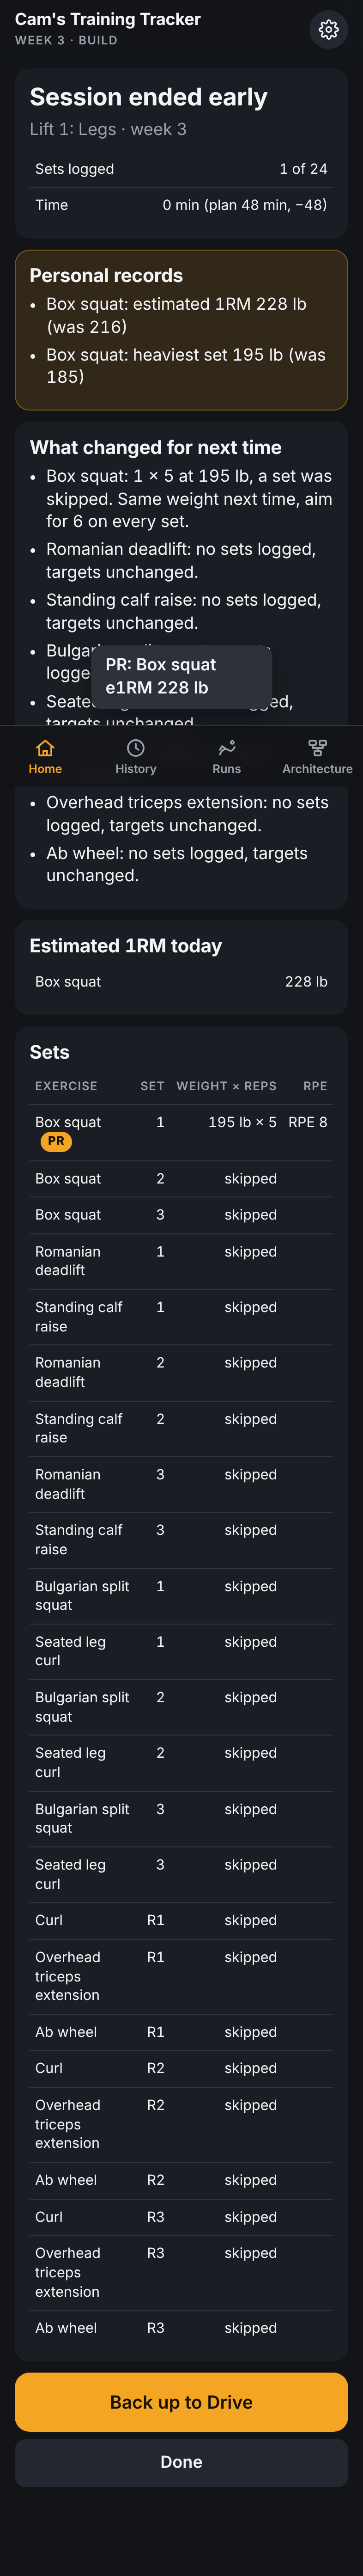 Cam's Training Tracker
WEEK 3 · BUILD
Session ended early
Lift 1: Legs · week 3
Sets logged 1 of 24
Time 0 min (plan 48 min, −48)
Personal records
• Box squat: estimated 1RM 228 lb
(was 216)
• Box squat: heaviest set 195 lb (was
185)
What changed for next time
• Box squat: 1 × 5 at 195 lb, a set was
skipped. Same weight next time, aim
for 6 on every set.
• Romanian deadlift: no sets logged,
targets unchanged.
• Standing calf raise: no sets logged,
targets unchanged.
PR: Box squat
e1RM 228 lb
targets unchanged.
Home History Runs Architecture
• Overhead triceps extension: no sets
logged, targets unchanged.
• Ab wheel: no sets logged, targets
unchanged.
Estimated 1RM today
Box squat 228 lb
Sets
EXERCISE SET WEIGHT × REPS RPE
Box squat 1 195 lb × 5 RPE 8
PR
Box squat 2 skipped
Box squat 3 skipped
Romanian 1 skipped
deadlift
Standing calf 1 skipped
raise
Romanian 2 skipped
deadlift
Standing calf 2 skipped
raise
Romanian 3 skipped
deadlift
Standing calf 3 skipped
raise
Bulgarian split 1 skipped
squat
Seated leg 1 skipped
curl
Bulgarian split 2 skipped
squat
Seated leg 2 skipped
curl
Bulgarian split 3 skipped
squat
Seated leg 3 skipped
curl
Curl R1 skipped
Overhead R1 skipped
triceps
extension
Ab wheel R1 skipped
Curl R2 skipped
Overhead R2 skipped
triceps
extension
Ab wheel R2 skipped
Curl R3 skipped
Overhead R3 skipped
triceps
extension
Ab wheel R3 skipped
Back up to Drive
Done